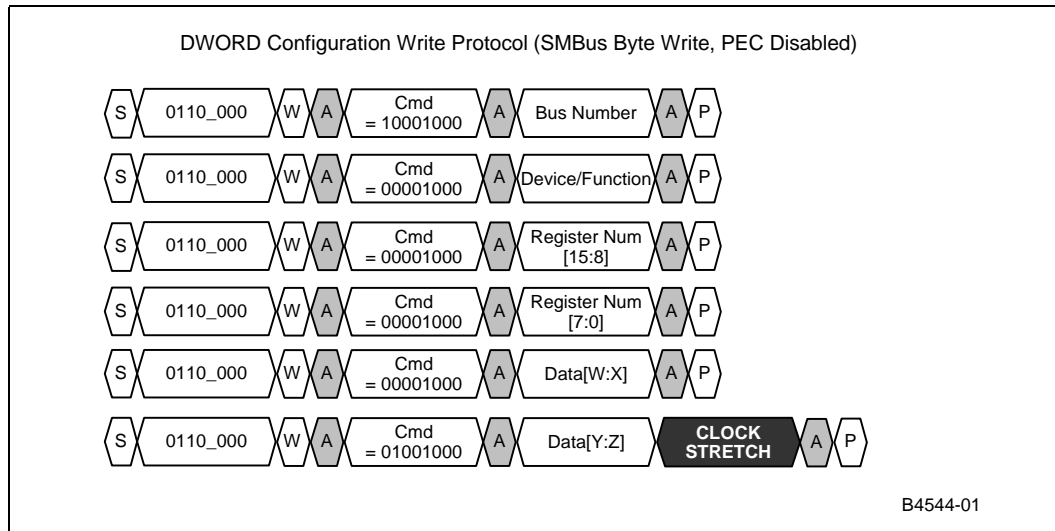 DWORD Configuration Write Protocol (SMBus Byte Write, PEC Disabled)
S 0110_000 W A Cmd = 10001000 A Bus Number A P
S 0110_000 W A Cmd = 00001000 A Device/Function A P
S 0110_000 W A Cmd = 00001000 A Register Num [15:8] A P
S 0110_000 W A Cmd = 00001000 A Register Num [7:0] A P
S 0110_000 W A Cmd = 00001000 A Data[W:X] A P
S 0110_000 W A Cmd = 01001000 A Data[Y:Z] CLOCK STRETCH A P
B4544-01